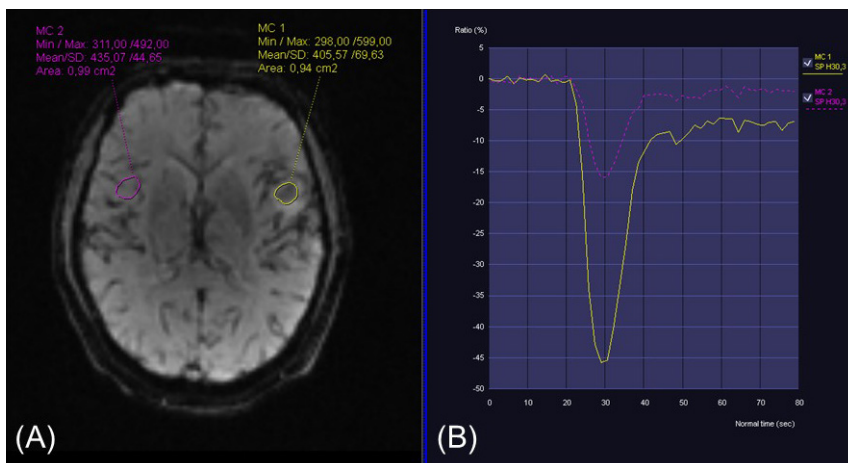 MC 2
Min / Max: 311,00 /492,00
Mean/SD: 435,07 /44,65
Area: 0,99 cm2
MC 1
Min / Max: 298,00 /599,00
Mean/SD: 405,57 /69,63
Area: 0,94 cm2
(A)
Ratio (%)
5
0
-5
-10
-15
-20
-25
-30
-35
-40
-45
-50
0
10
20
30
40
50
60
70
80
Normal time (sec)
MC 1
SP H30,3
MC 2
SP H30,3
(B)